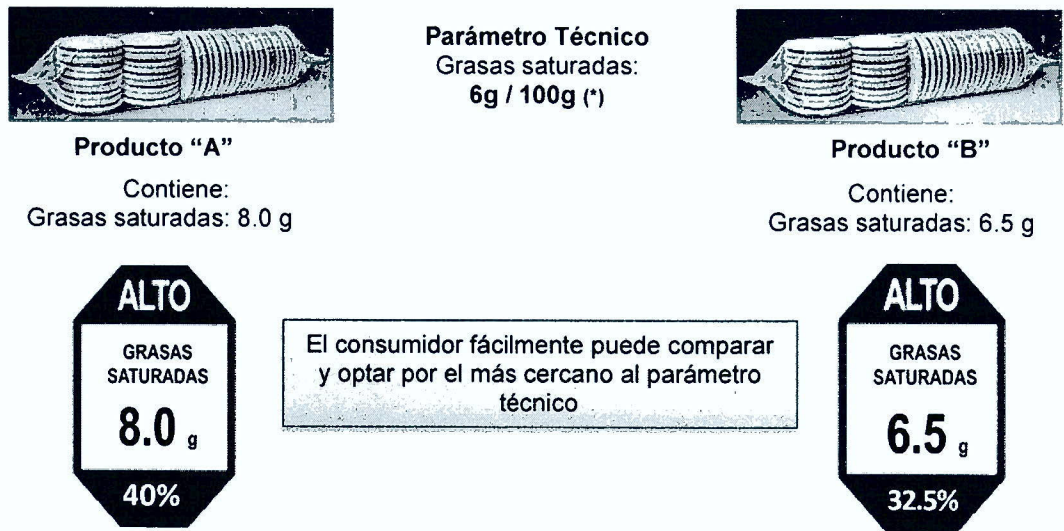 Parámetro Técnico
Grasas saturadas:
6g / 100g (*)
Producto “A”
Contiene:
Grasas saturadas: 8.0 g
Producto “B”
Contiene:
Grasas saturadas: 6.5 g
ALTO
GRASAS
SATURADAS
8.0 g
40%
El consumidor fácilmente puede comparar
y optar por el más cercano al parámetro
técnico
ALTO
GRASAS
SATURADAS
6.5 g
32.5%